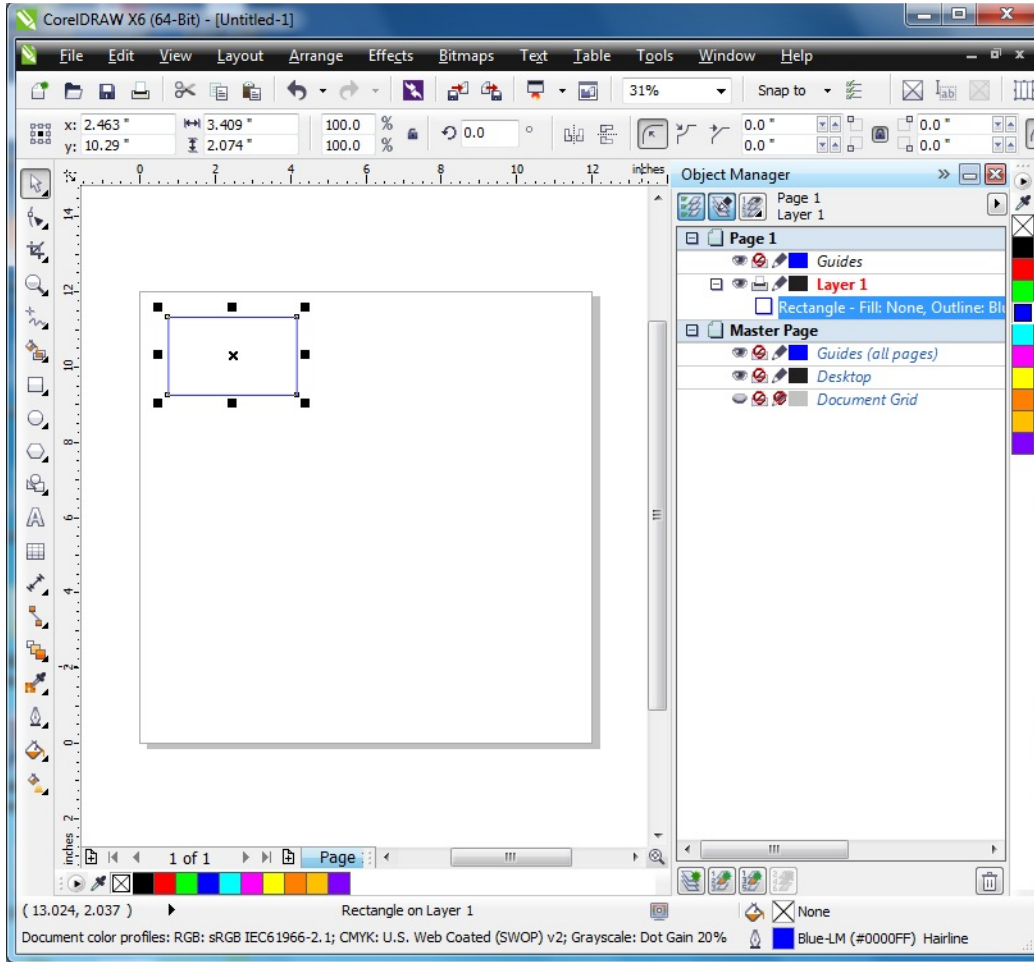 CorelDRAW X6 (64-Bit) - [Untitled-1]
File Edit View Layout Arrange Effects Bitmaps Text Table Tools Window Help
31% Snap to
x: 2.463 " 3.409 " 100.0 % 0.0 ° 0.0 " 0.0 "
y: 10.29 " 2.074 " 100.0 % 0.0 " 0.0 "
0 2 4 6 8 10 12 inches
14
12
10
8
6
4
2
0
2
inches
Object Manager
Page 1
Layer 1
Page 1
Guides
Layer 1
Rectangle - Fill: None, Outline: Blu
Master Page
Guides (all pages)
Desktop
Document Grid
1 of 1 Page
( 13.024, 2.037 ) Rectangle on Layer 1 None
Document color profiles: RGB: sRGB IEC61966-2.1; CMYK: U.S. Web Coated (SWOP) v2; Grayscale: Dot Gain 20% Blue-LM (#0000FF) Hairline